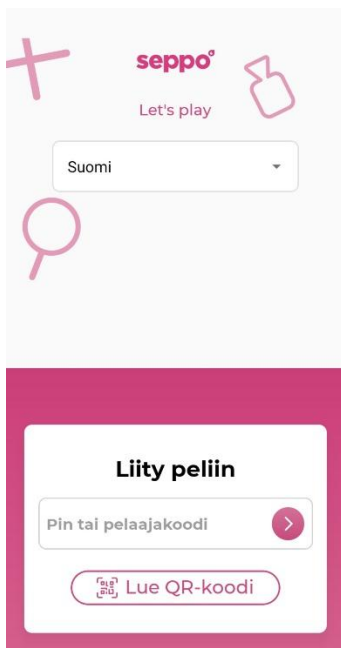 seppo
Let's play
Suomi
Liity peliin
Pin tai pelaajakoodi
Lue QR-koodi